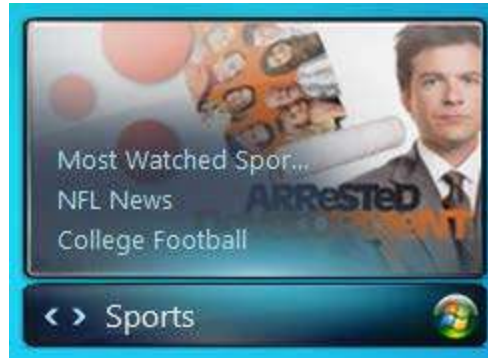 Most Watched Spor...
NFL News
College Football
ARResTeD
Sports